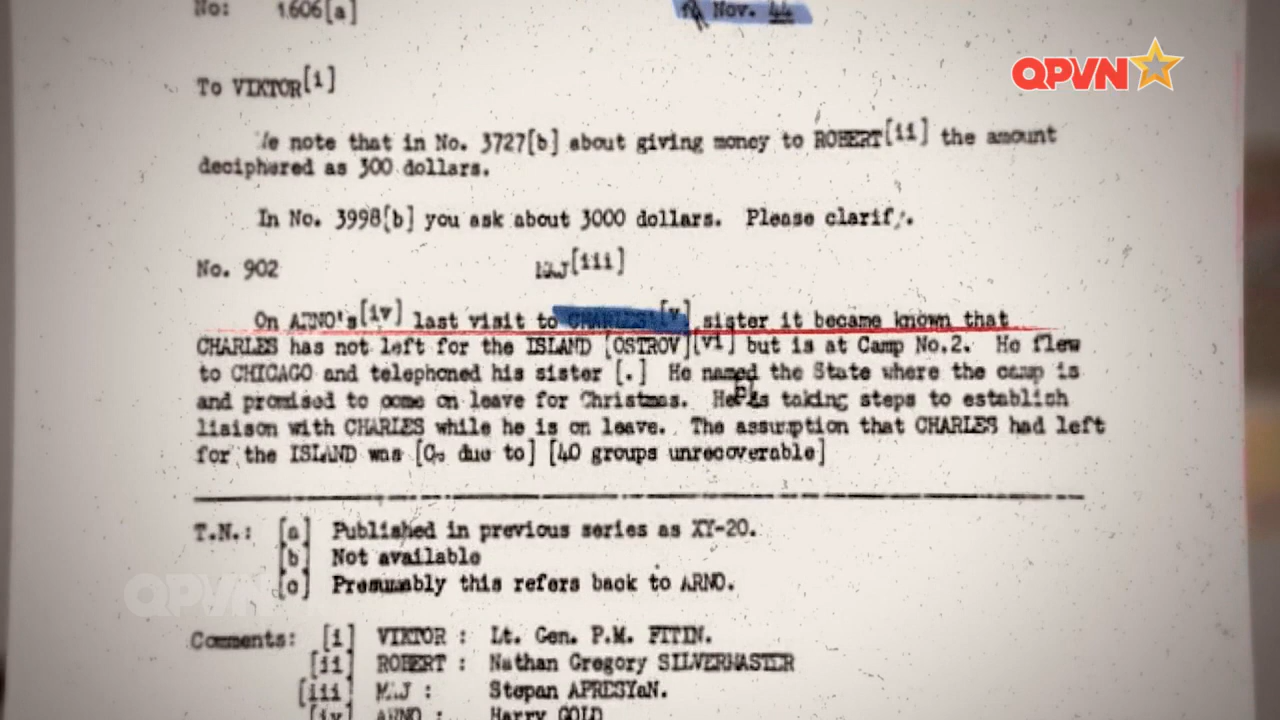 No: 1606[a]
Nov. 44
QPVN
To VIKTOR[i]
We note that in No. 3727[b] about giving money to ROBERT[ii] the amount
deciphered as 300 dollars.
In No. 3998[b] you ask about 3000 dollars. Please clarify.
No. 902
[iii]
On ARNO's[iv] last visit to CHARLES'[v] sister it became known that
CHARLES has not left for the ISLAND [OSTROV][vi] but is at Camp No.2. He flew
to CHICAGO and telephoned his sister [.] He named the State where the camp is
and promised to come on leave for Christmas. He is taking steps to establish
liaison with CHARLES while he is on leave. The assumption that CHARLES had left
for the ISLAND was [C% due to] [40 groups unrecoverable]
T.N.: [a] Published in previous series as XY-20.
[b] Not available
[c] Presumably this refers back to ARNO.
QPVN
Comments: [i] VIKTOR : Lt. Gen. P.M. FITIN.
[ii] ROBERT : Nathan Gregory SILVERMASTER
[iii] MAJ : Stepan APRESYaN.
[iv] ARNO : Harry GOLD